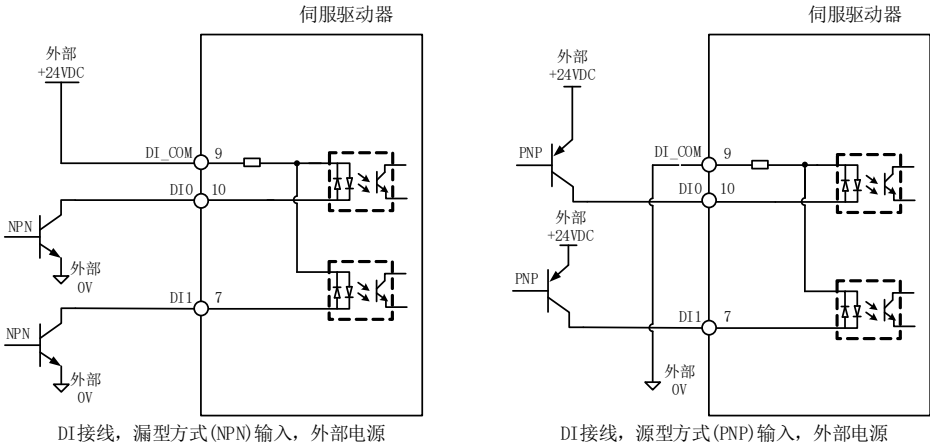 伺服驱动器
外部
+24VDC
DI_COM
9
DI0
10
NPN
外部
0V
DI1
7
NPN
外部
0V
DI接线，漏型方式(NPN)输入，外部电源
伺服驱动器
外部
+24VDC
PNP
DI_COM
9
DI0
10
外部
+24VDC
PNP
DI1
7
外部
0V
DI接线，源型方式(PNP)输入，外部电源